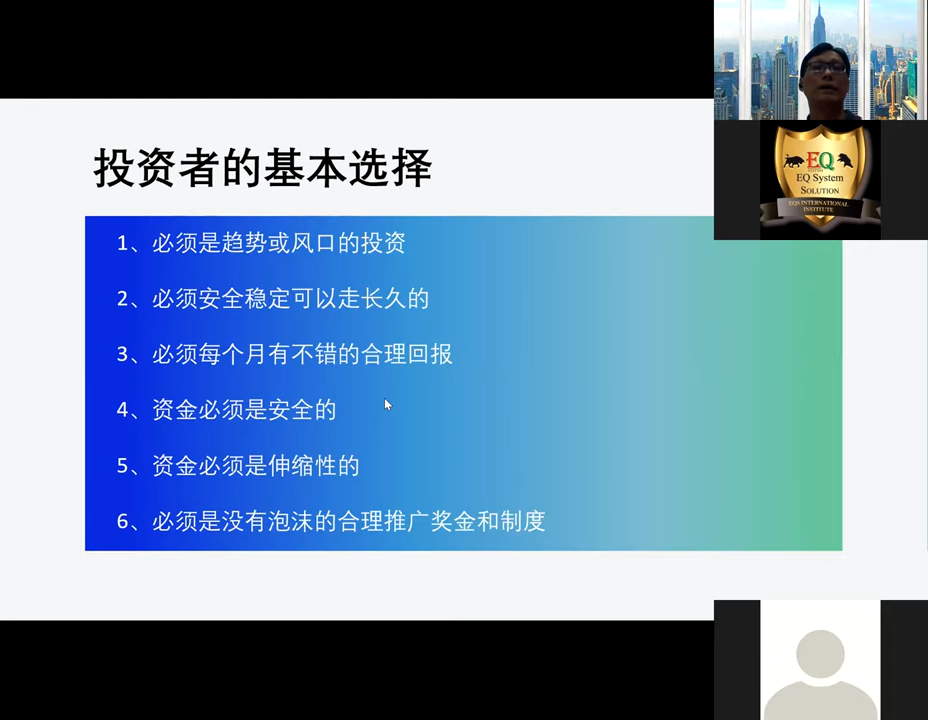 投资者的基本选择
1、必须是趋势或风口的投资
2、必须安全稳定可以走长久的
3、必须每个月有不错的合理回报
4、资金必须是安全的
5、资金必须是伸缩性的
6、必须是没有泡沫的合理推广奖金和制度
EQ
EQ System
SOLUTION
EQS INTERNATIONAL
INSTITUTE